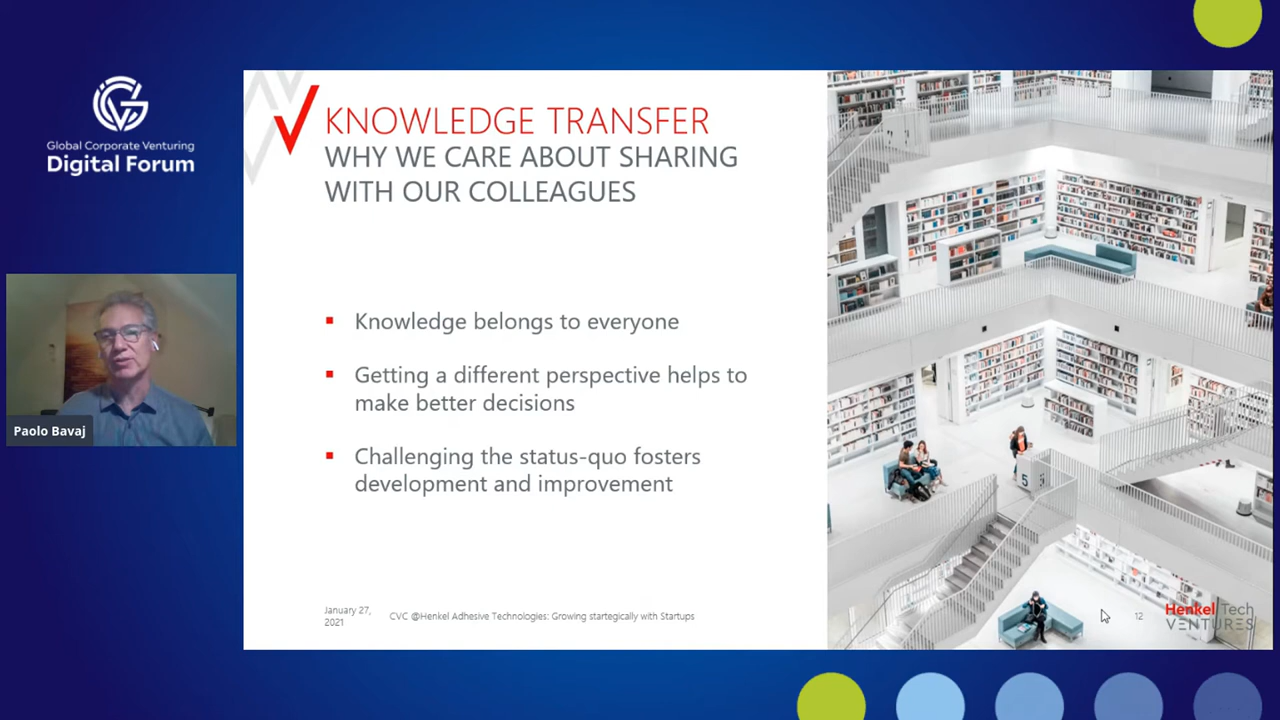 Global Corporate Venturing
Digital Forum
KNOWLEDGE TRANSFER
WHY WE CARE ABOUT SHARING
WITH OUR COLLEAGUES
Knowledge belongs to everyone
Getting a different perspective helps to
make better decisions
Challenging the status-quo fosters
development and improvement
Paolo Bavaj
5
January 27,
2021
CVC @Henkel Adhesive Technologies: Growing startegically with Startups
12
Henkel Tech
VENTURES